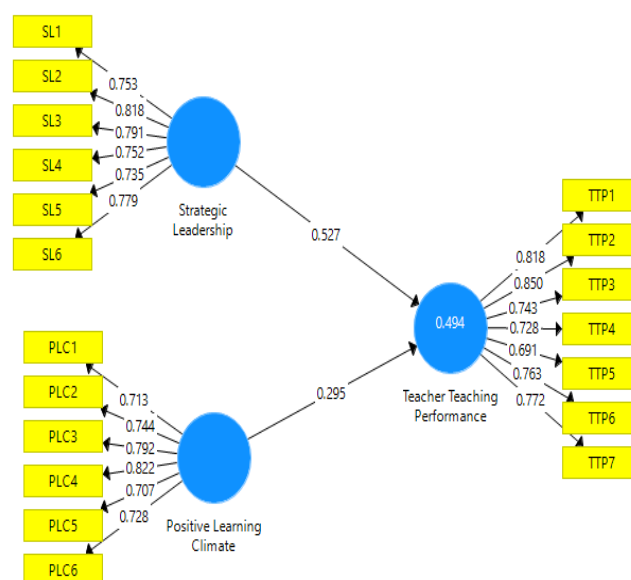 SL1
SL2
SL3
SL4
SL5
SL6
0.753
0.818
0.791
0.752
0.735
0.779
Strategic
Leadership
0.527
PLC1
PLC2
PLC3
PLC4
PLC5
PLC6
0.713
0.744
0.792
0.822
0.707
0.728
Positive Learning
Climate
0.295
0.494
Teacher Teaching
Performance
0.818
0.850
0.743
0.728
0.691
0.763
0.772
TTP1
TTP2
TTP3
TTP4
TTP5
TTP6
TTP7